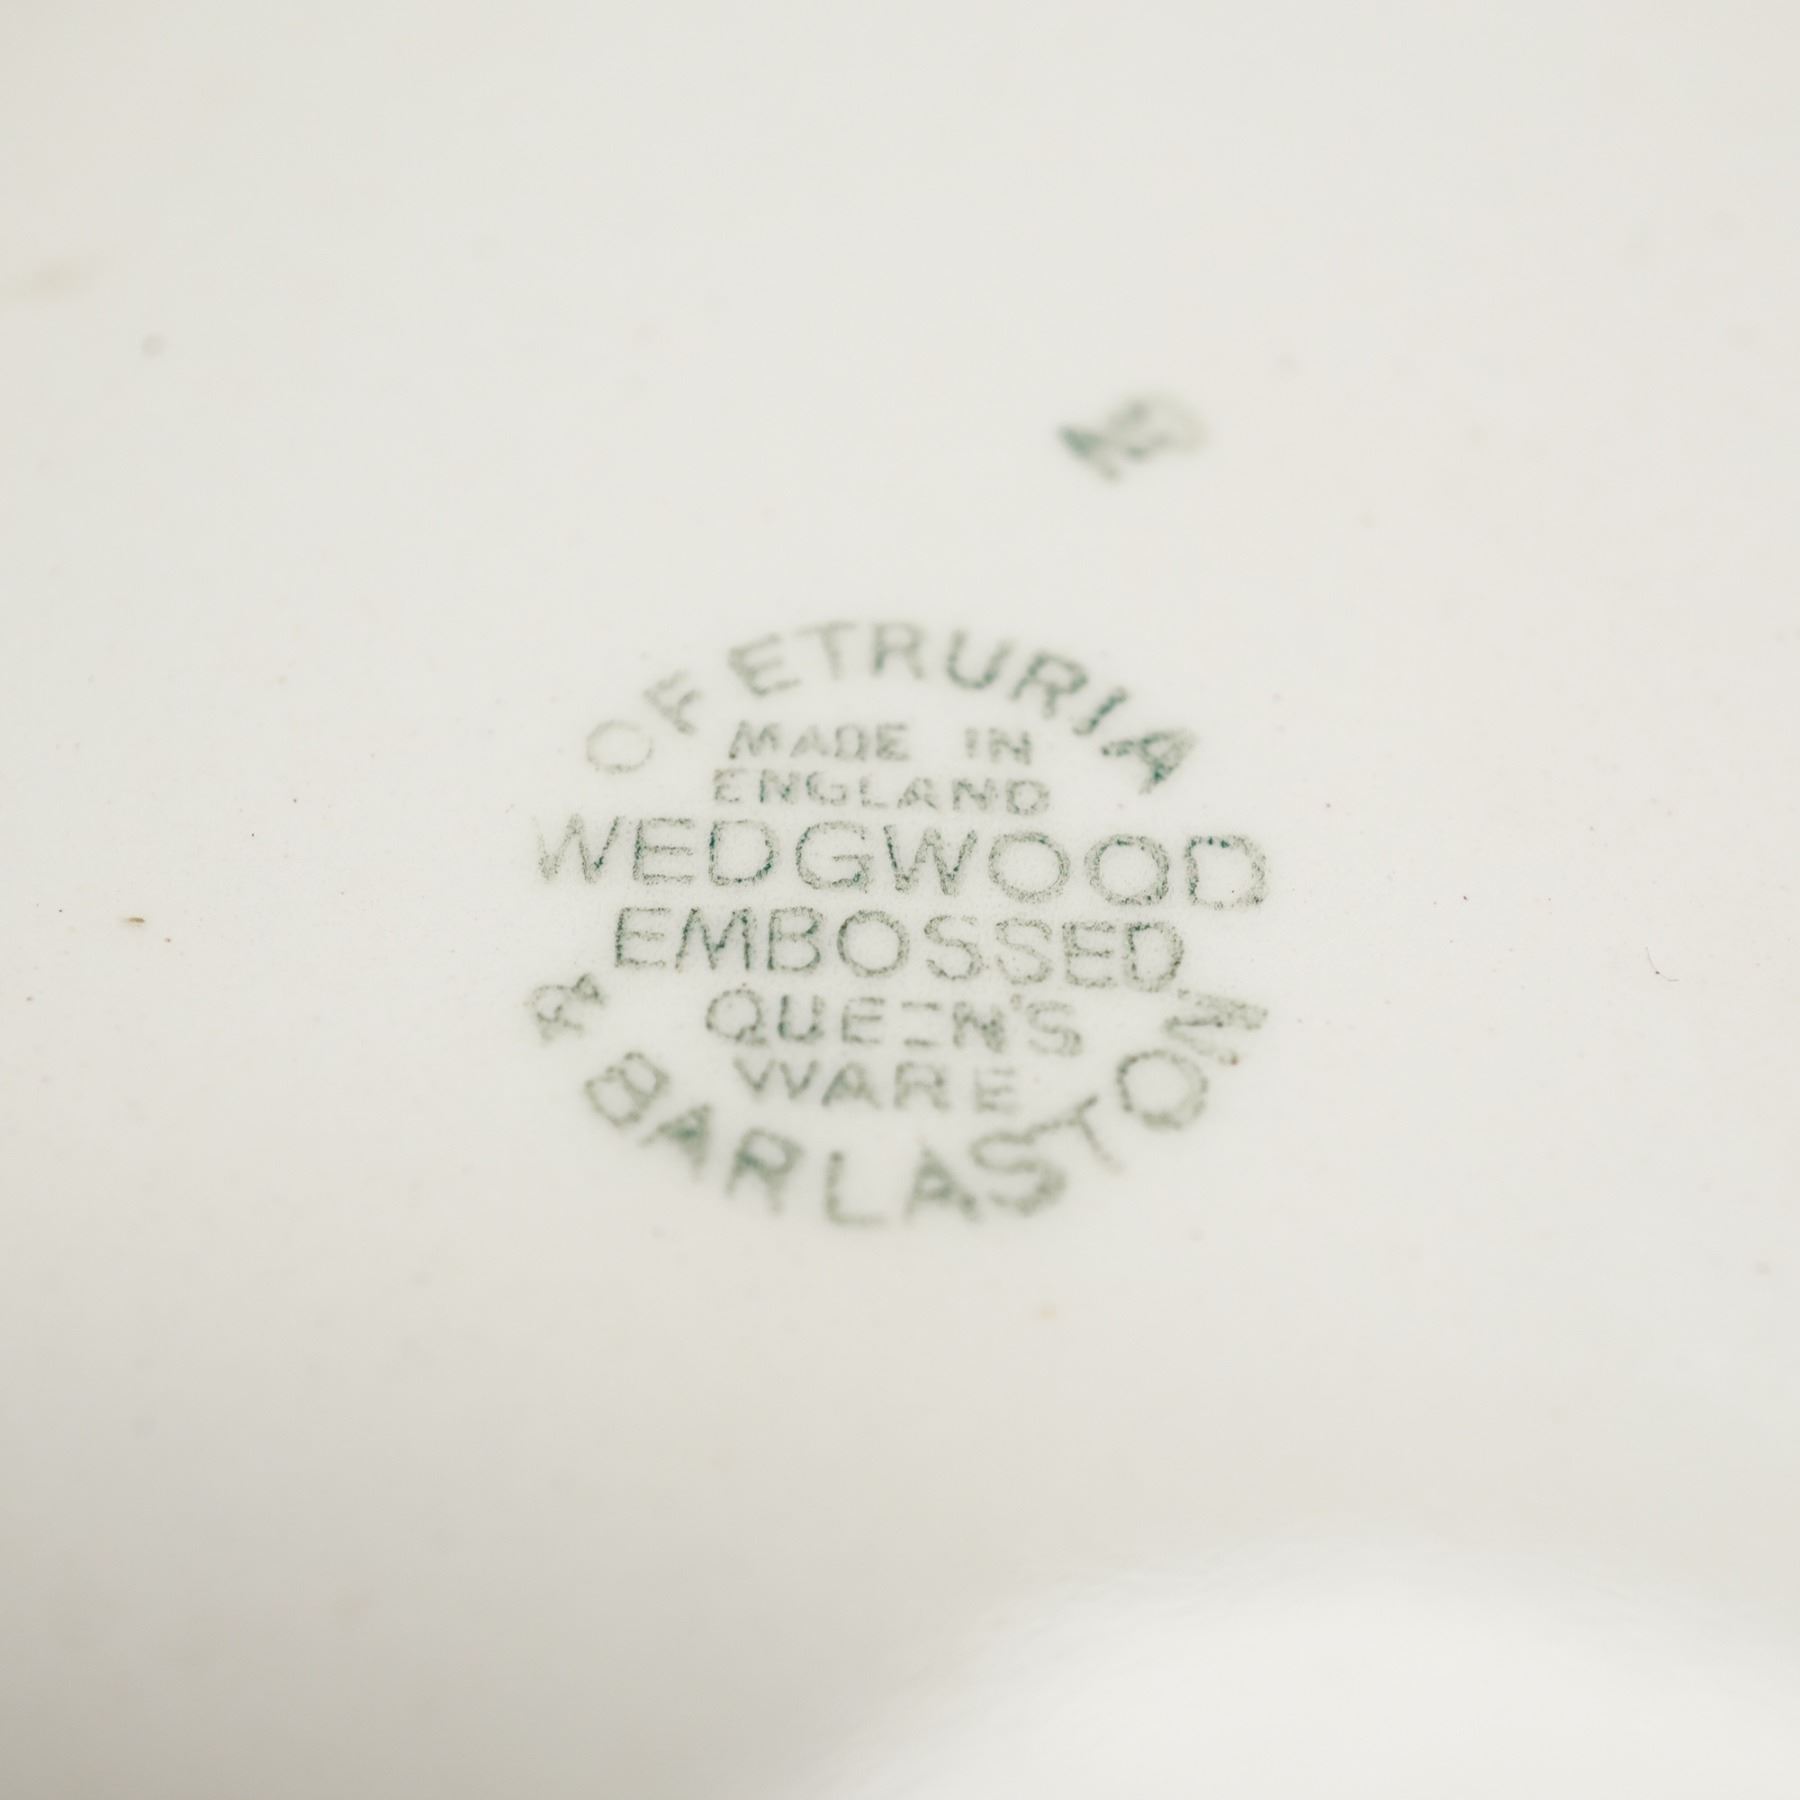 OF ETRURIA
MADE IN
ENGLAND
WEDGWOOD
EMBOSSED
QUEEN'S
WARE
& BARLASTON